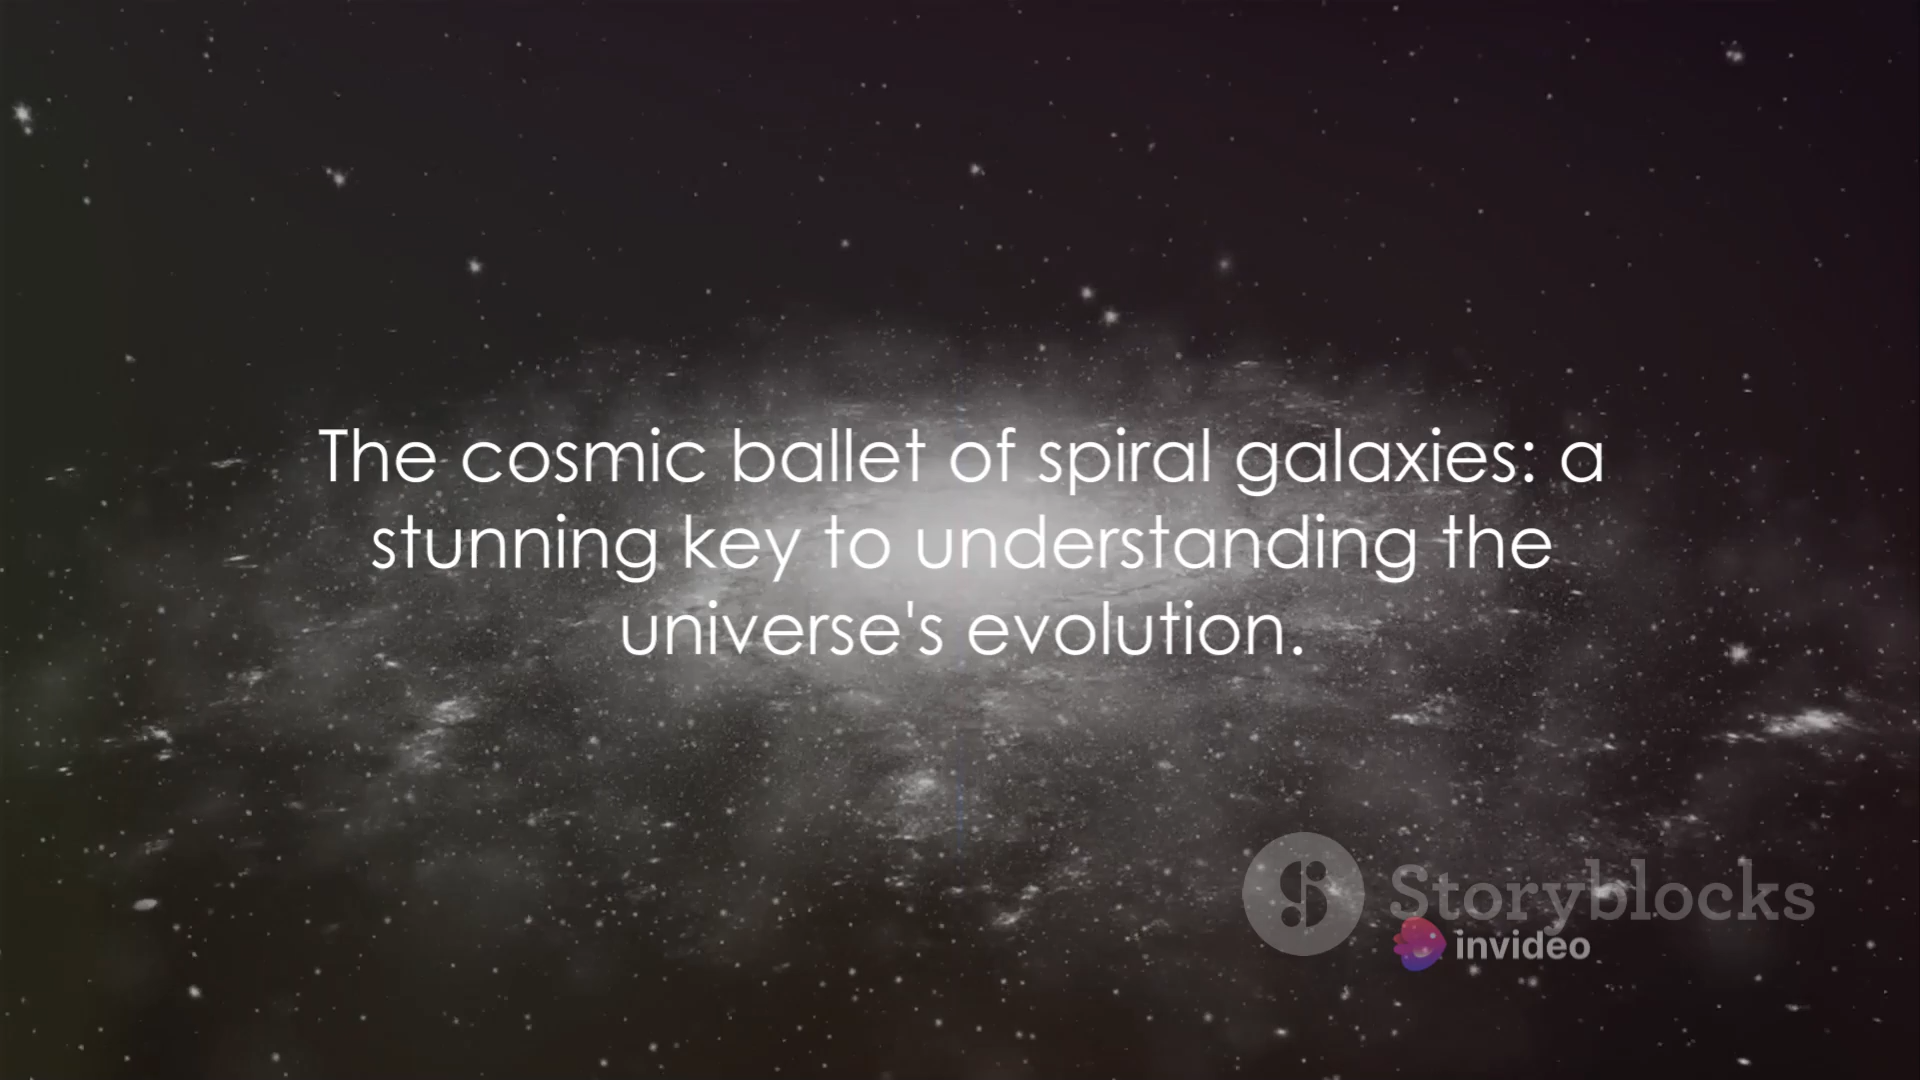 The cosmic ballet of spiral galaxies: a
stunning key to understanding the
universe's evolution.
Storyblocks
invideo